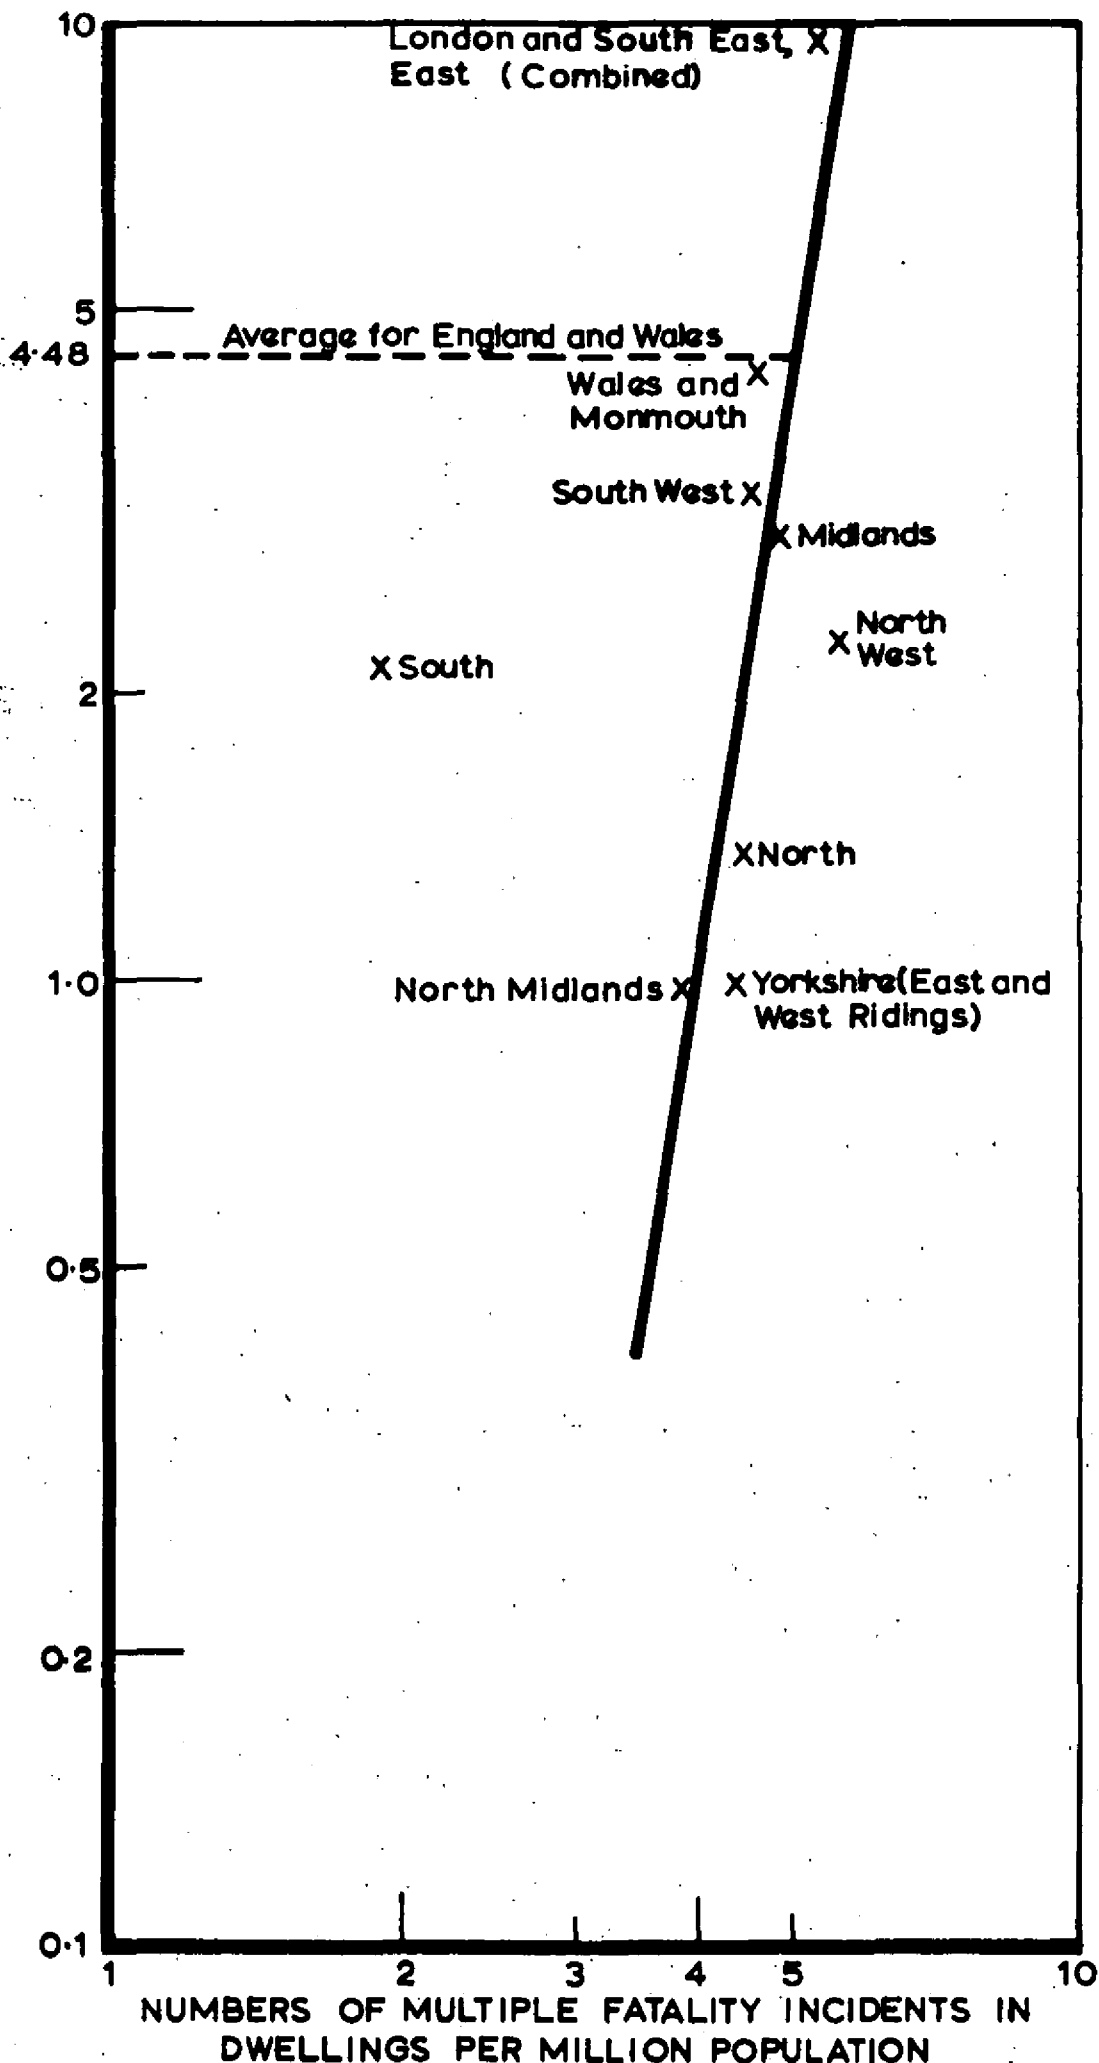 10
London and South East,
East (Combined)
5
Average for England and Wales
4·48
Wales and
Monmouth
South West
Midlands
North
West
South
2
North
1·0
North Midlands
Yorkshire (East and
West Ridings)
0·5
0·2
0·1
1 2 3 4 5 10
NUMBERS OF MULTIPLE FATALITY INCIDENTS IN
DWELLINGS PER MILLION POPULATION